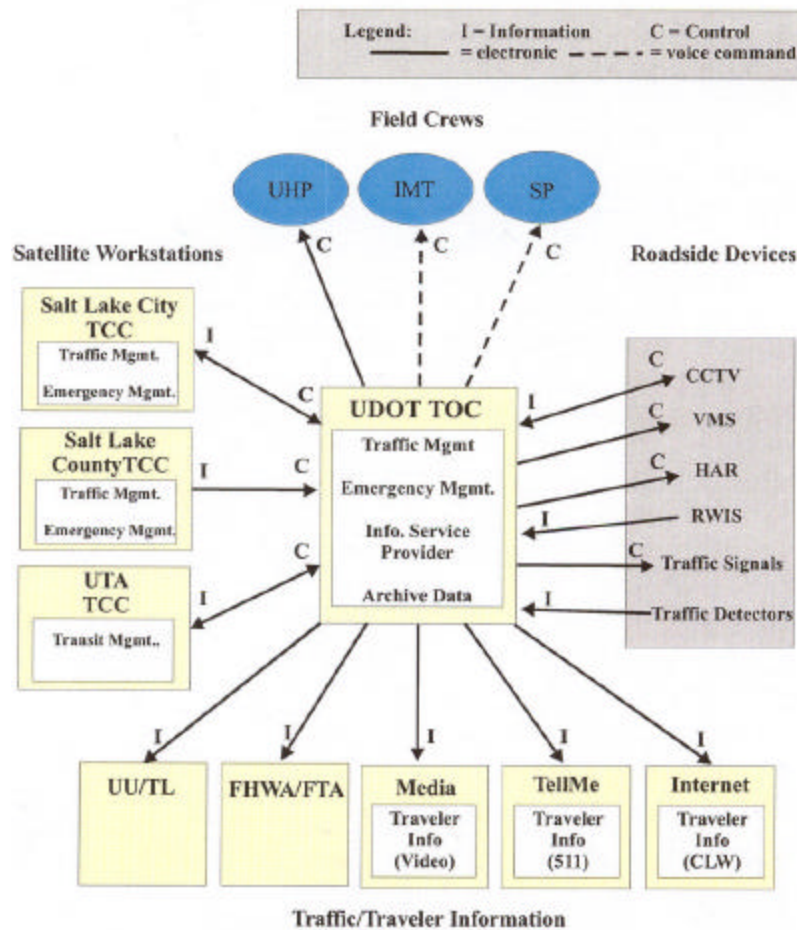 Legend: I = Information C = Control
= electronic = voice command
Field Crews
UHP IMT SP
C C C
Satellite Workstations
Roadside Devices
Salt Lake City
TCC
Traffic Mgmt.
Emergency Mgmt.
I
C
Salt Lake
CountyTCC
Traffic Mgmt.
Emergency Mgmt.
I
C
UTA
TCC
Transit Mgmt.,
I
C
UDOT TOC
Traffic Mgmt
Emergency Mgmt.
Info. Service
Provider
Archive Data
I
C
CCTV
C
VMS
C
HAR
I
RWIS
C
Traffic Signals
I
Traffic Detectors
I I I I I
UU/TL
FHWA/FTA
Media
Traveler
Info
(Video)
TellMe
Traveler
Info
(511)
Internet
Traveler
Info
(CLW)
Traffic/Traveler Information